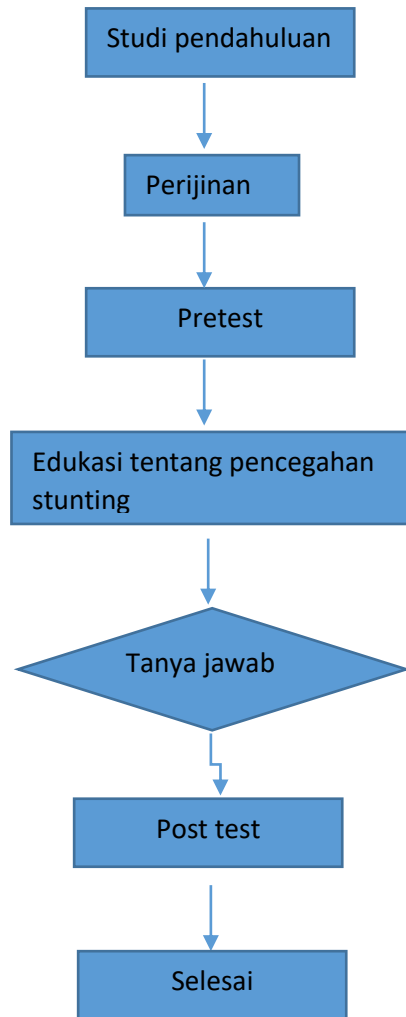 Studi pendahuluan
Perijinan
Pretest
Edukasi tentang pencegahan
stunting
Tanya jawab
Post test
Selesai